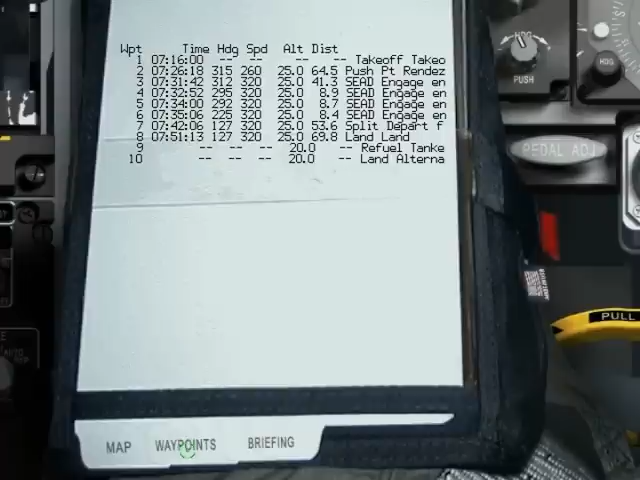 Wpt Time Hdg Spd Alt Dist
1 07:16:00 -- -- -- -- Takeoff Takeo
2 07:26:18 315 260 25.0 64.5 Push Pt Rendez
3 07:31:42 312 320 25.0 41.3 SEAD Engage en
4 07:32:52 295 320 25.0 8.9 SEAD Engage en
5 07:34:00 292 320 25.0 8.7 SEAD Engage en
6 07:35:06 225 320 25.0 8.4 SEAD Engage en
7 07:42:06 127 320 25.0 53.6 Split Depart f
8 07:51:13 127 320 25.0 69.8 Land Land
9 -- -- -- 20.0 -- Refuel Tanke
10 -- -- -- 20.0 -- Land Alterna
MAP WAYPOINTS BRIEFING
HDG
PUSH
HDG
PEDAL ADJ
PULL